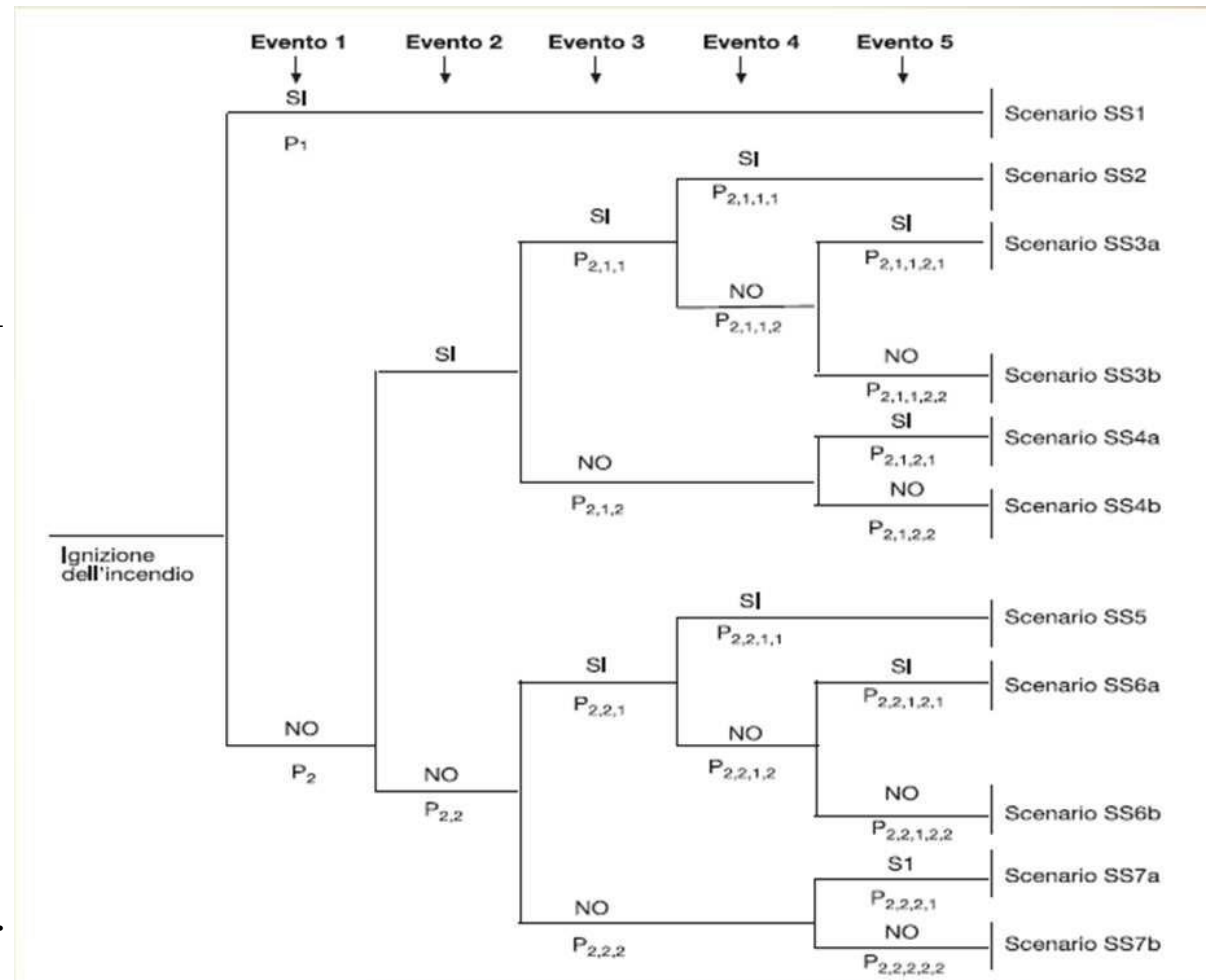 Evento 1 Evento 2 Evento 3 Evento 4 Evento 5
SI
Scenario SS1
P1
SI
Scenario SS2
P2,1,1,1
SI
SI
P2,1,1
Scenario SS3a
P2,1,1,2,1
NO
P2,1,1,2
SI
NO
Scenario SS3b
P2,1,1,2,2
SI
Scenario SS4a
P2,1,2,1
NO
P2,1,2
NO
Scenario SS4b
P2,1,2,2
Ignizione
dell'incendio
SI
Scenario SS5
P2,2,1,1
SI
SI
Scenario SS6a
P2,2,1
P2,2,1,2,1
NO
P2
NO
P2,2,1,2
NO
P2,2
NO
Scenario SS6b
P2,2,1,2,2
S1
Scenario SS7a
P2,2,2,1
NO
P2,2,2
NO
Scenario SS7b
P2,2,2,2,2